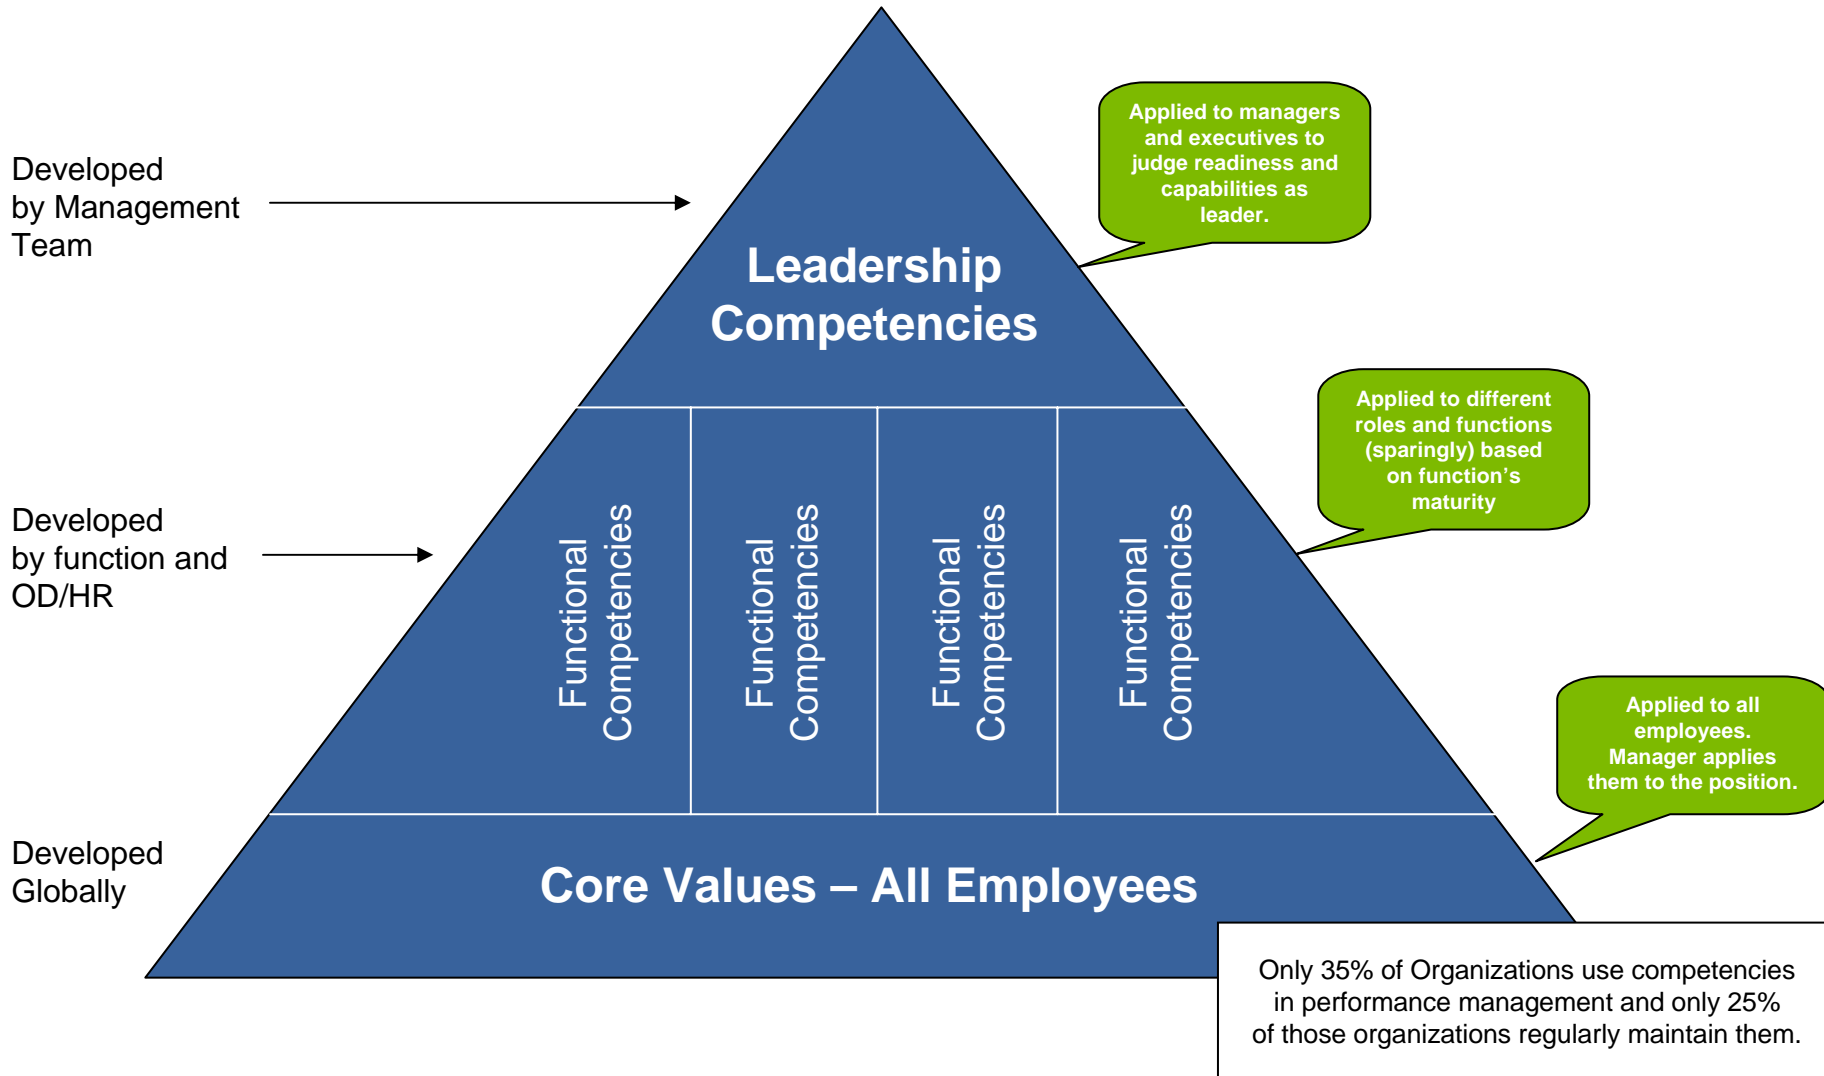 Developed
by Management
Team
Applied to managers
and executives to
judge readiness and
capabilities as
leader.
Leadership
Competencies
Developed
by function and
OD/HR
Applied to different
roles and functions
(sparingly) based
on function’s
maturity
Functional
Competencies
Functional
Competencies
Functional
Competencies
Functional
Competencies
Applied to all
employees.
Manager applies
them to the position.
Developed
Globally
Core Values – All Employees
Only 35% of Organizations use competencies
in performance management and only 25%
of those organizations regularly maintain them.